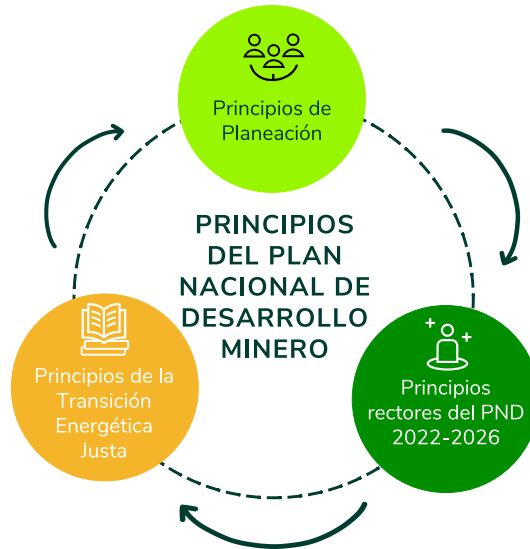 Principios de
Planeación
PRINCIPIOS
DEL PLAN
NACIONAL DE
DESARROLLO
MINERO
Principios de la
Transición
Energética
Justa
Principios
rectores del PND
2022-2026